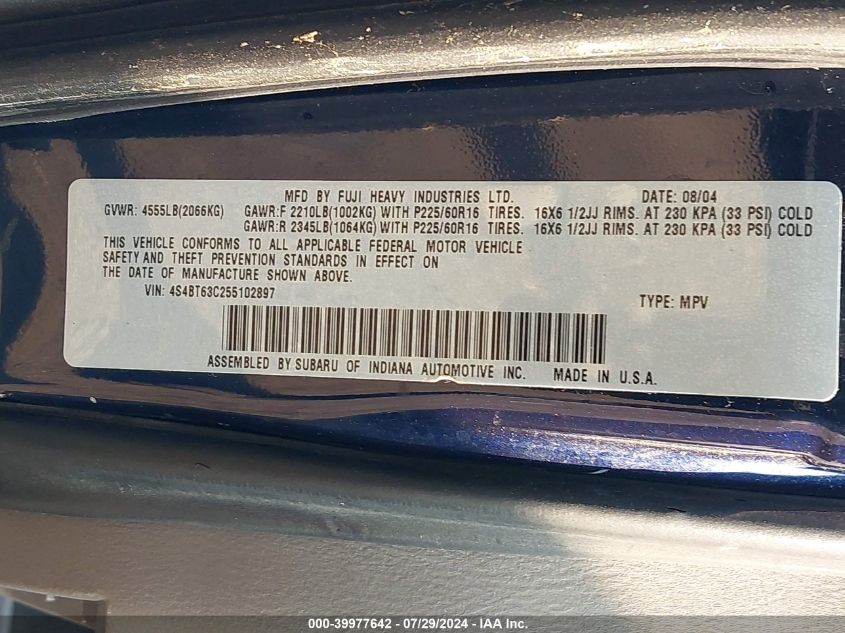 MFD BY FUJI HEAVY INDUSTRIES LTD. DATE: 08/04
GVWR: 4555LB(2066KG) GAWR:F 2210LB(1002KG) WITH P225/60R16 TIRES. 16X6 1/2JJ RIMS. AT 230 KPA (33 PSI) COLD
GAWR:R 2345LB(1064KG) WITH P225/60R16 TIRES. 16X6 1/2JJ RIMS. AT 230 KPA (33 PSI) COLD
THIS VEHICLE CONFORMS TO ALL APPLICABLE FEDERAL MOTOR VEHICLE
SAFETY AND THEFT PREVENTION STANDARDS IN EFFECT ON
THE DATE OF MANUFACTURE SHOWN ABOVE.
VIN: 4S4BT63C255102897 TYPE: MPV
ASSEMBLED BY SUBARU OF INDIANA AUTOMOTIVE INC. MADE IN U.S.A.
000-39977642 / 07/29/2024 - IAA Inc.